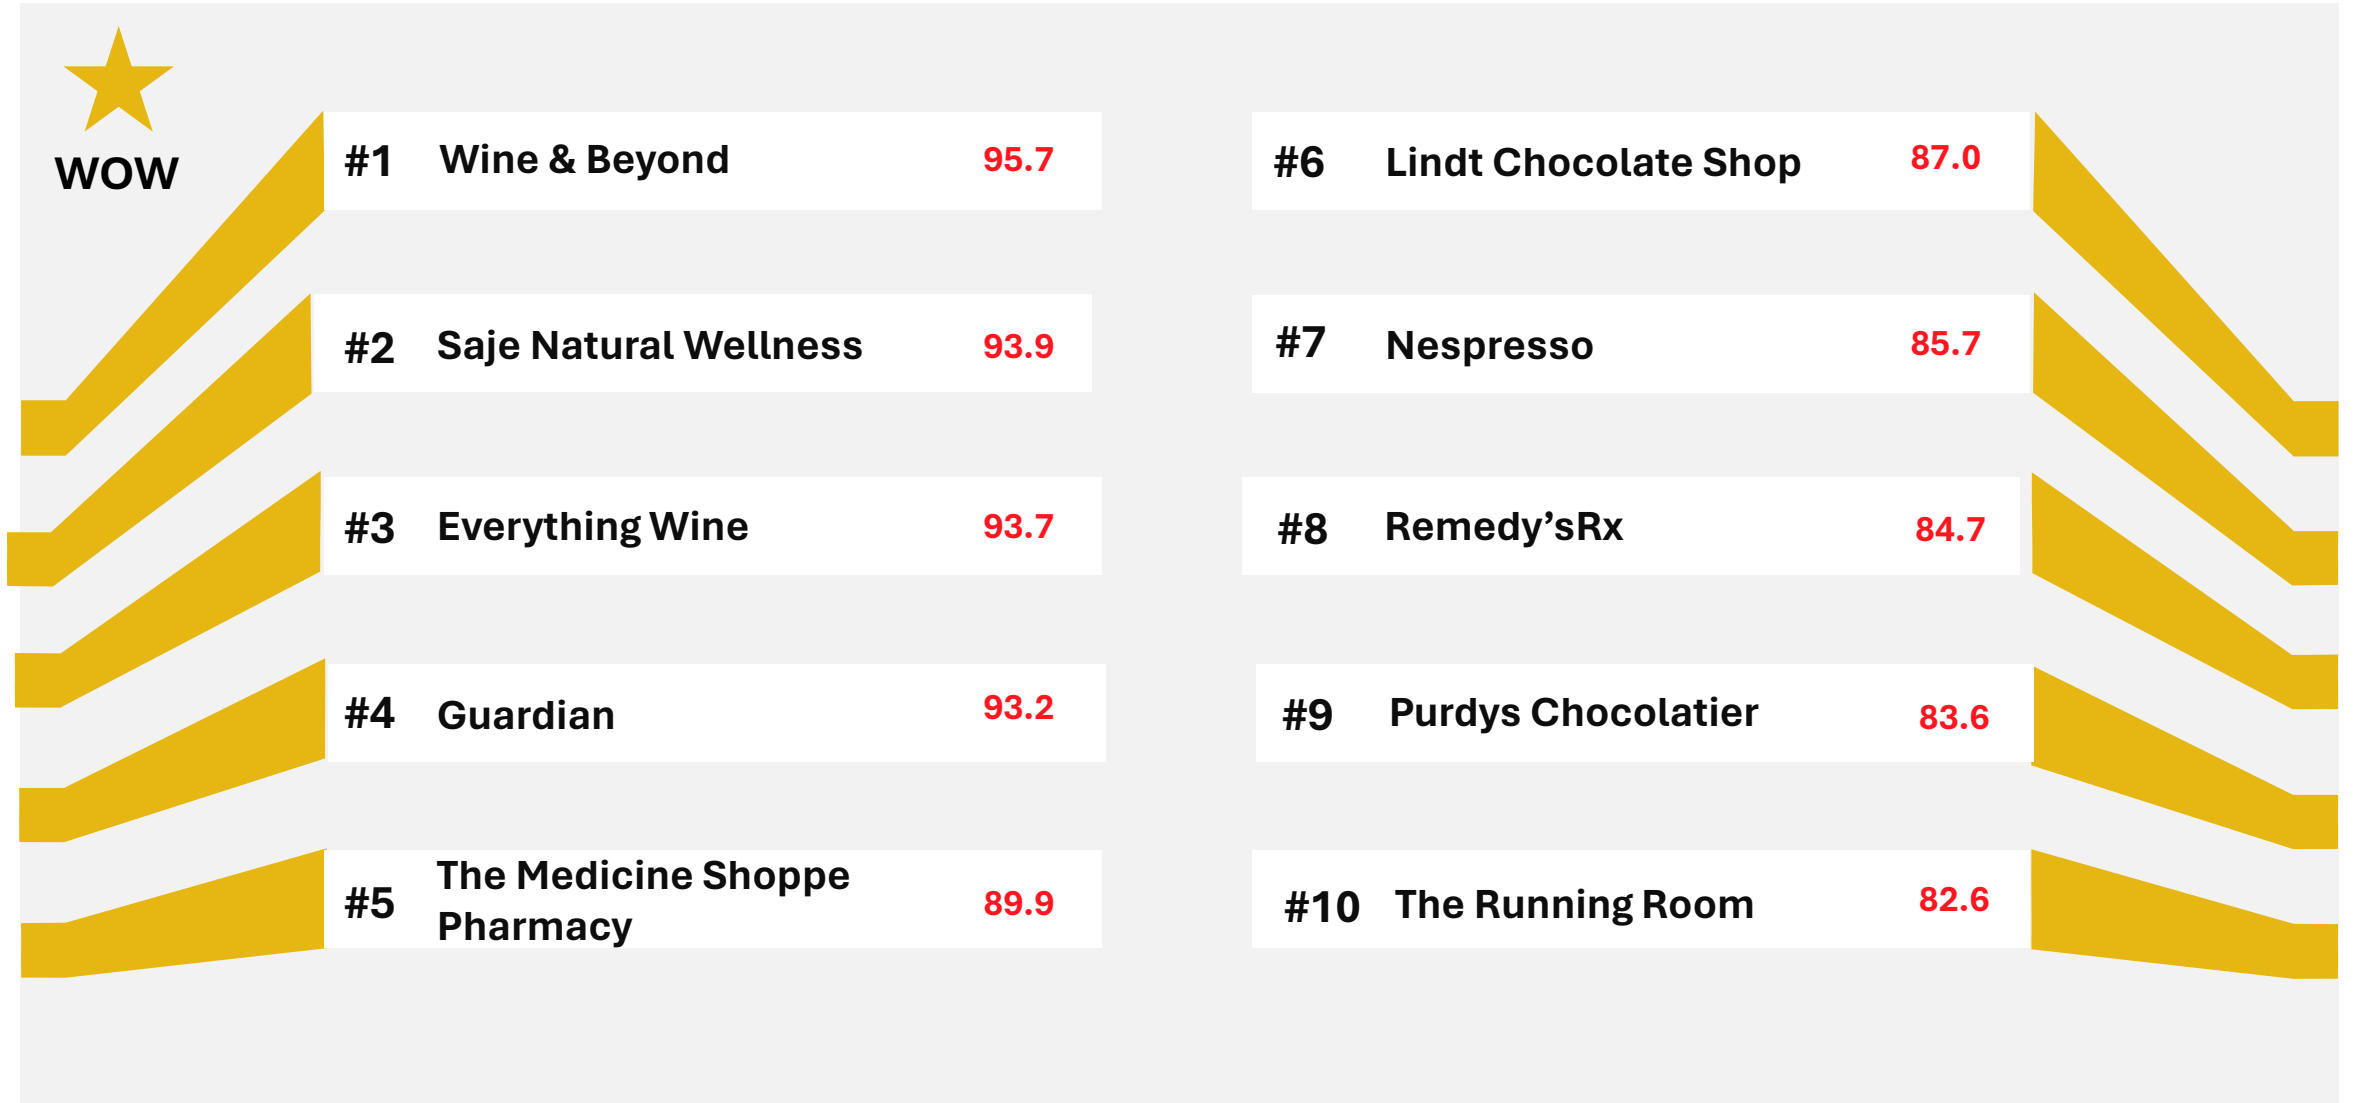 WOW
#1 Wine & Beyond 95.7
#2 Saje Natural Wellness 93.9
#3 Everything Wine 93.7
#4 Guardian 93.2
#5 The Medicine Shoppe
Pharmacy 89.9
#6 Lindt Chocolate Shop 87.0
#7 Nespresso 85.7
#8 Remedy’sRx 84.7
#9 Purdys Chocolatier 83.6
#10 The Running Room 82.6